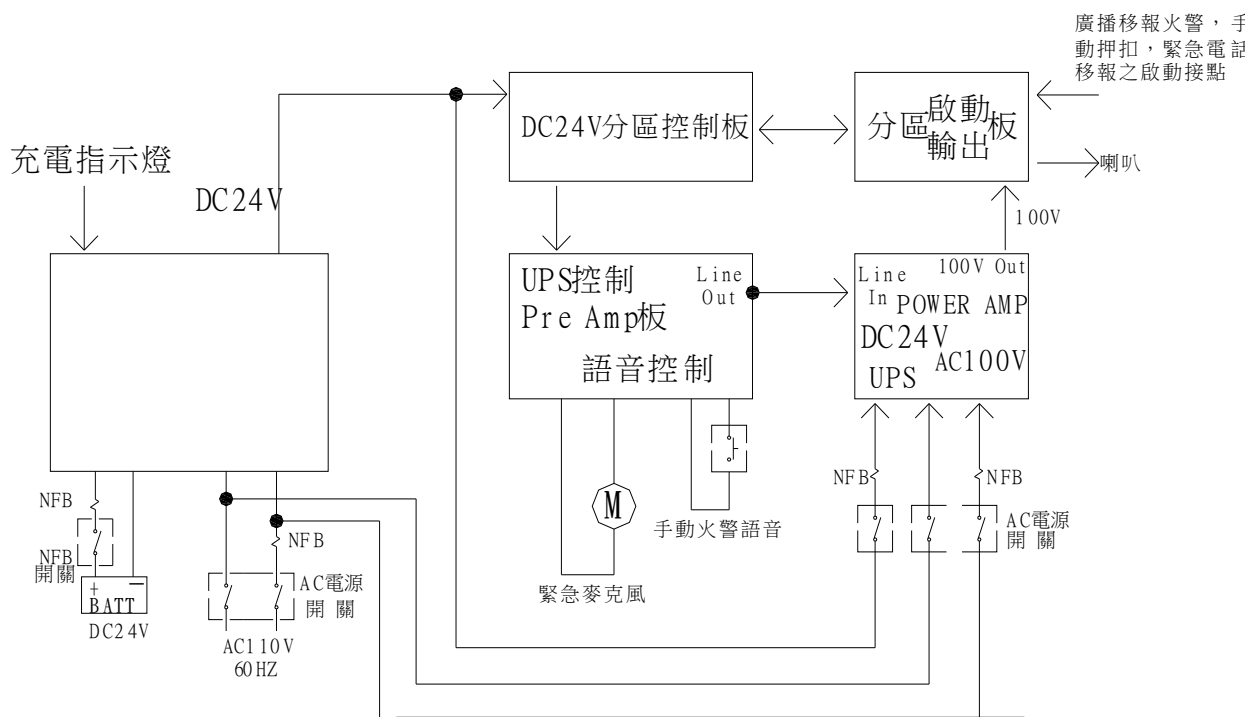 廣播移報火警，手
動押扣，緊急電話
移報之啟動接點
DC24V分區控制板
分區啟動輸出板
喇叭
充電指示燈
DC24V
100V
UPS控制
Pre Amp板
語音控制
Line
Out
Line
In
100V Out
POWER AMP
DC24V
AC100V
UPS
NFB
NFB
開關
+
−
BATT
DC24V
NFB
AC電源
開 關
AC110V
60HZ
M
緊急麥克風
手動火警語音
NFB
NFB
AC電源
開 關